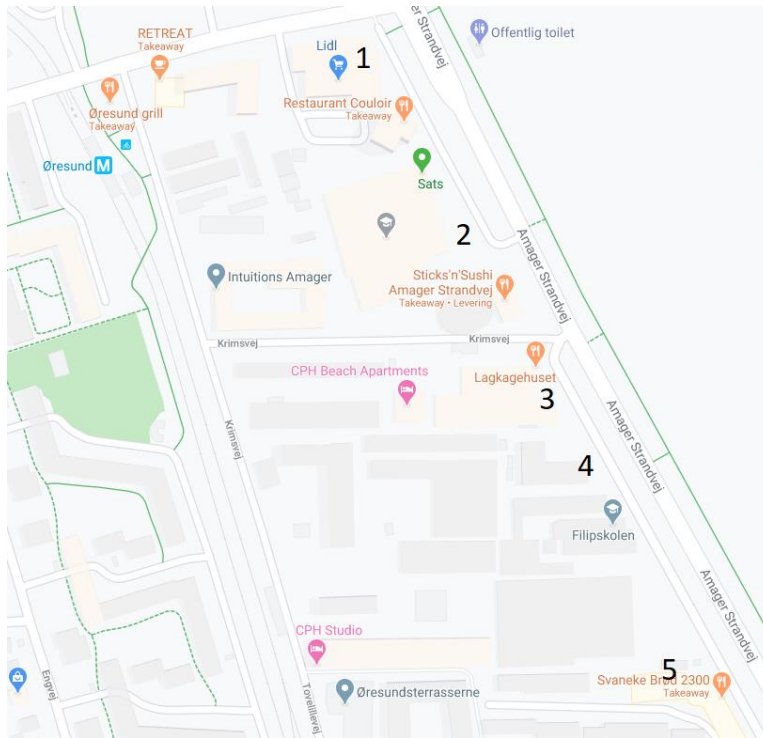 RETREAT
Takeaway
Lidl
1
Amager Strandvej
Offentlig toilet
Øresund grill
Takeaway
Restaurant Couloir
Takeaway
Øresund M
Sats
2
Amager Strandvej
Intuitions Amager
Sticks'n'Sushi
Amager Strandvej
Takeaway • Levering
Krimsvej
Krimsvej
CPH Beach Apartments
Lagkagehuset
3
Amager Strandvej
Krimsvej
4
Filipskolen
Amager Strandvej
CPH Studio
5
Svaneke Brød 2300
Takeaway
Engvej
Tovelillevej
Øresundsterrasserne